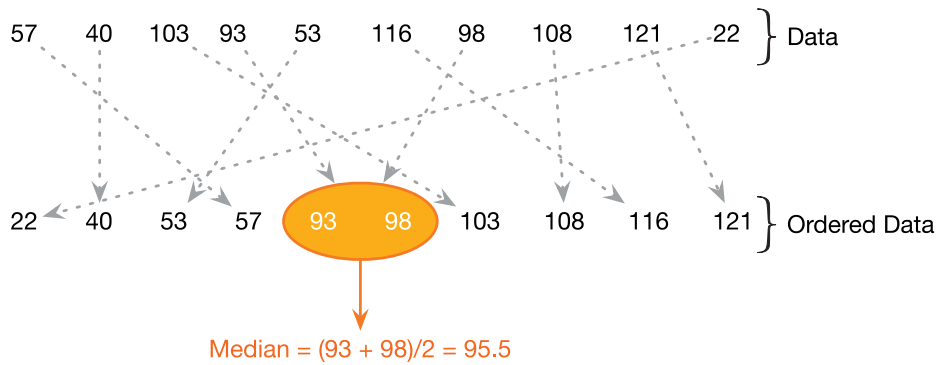 57 40 103 93 53 116 98 108 121 22 Data
22 40 53 57 93 98 103 108 116 121 Ordered Data
Median = (93 + 98)/2 = 95.5